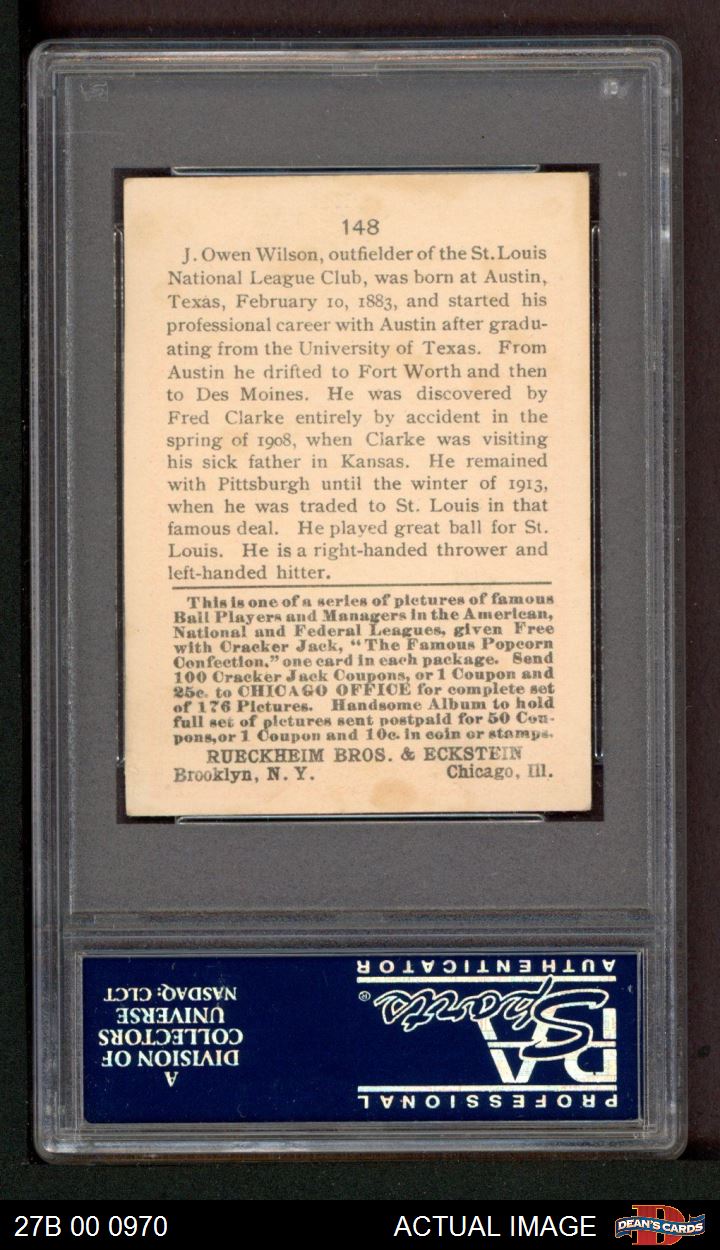 148
J. Owen Wilson, outfielder of the St. Louis
National League Club, was born at Austin,
Texas, February 10, 1883, and started his
professional career with Austin after gradu-
ating from the University of Texas. From
Austin he drifted to Fort Worth and then
to Des Moines. He was discovered by
Fred Clarke entirely by accident in the
spring of 1908, when Clarke was visiting
his sick father in Kansas. He remained
with Pittsburgh until the winter of 1913,
when he was traded to St. Louis in that
famous deal. He played great ball for St.
Louis. He is a right-handed thrower and
left-handed hitter.
This is one of a series of pictures of famous
Ball Players and Managers in the American,
National and Federal Leagues, given Free
with Cracker Jack, "The Famous Popcorn
Confection," one card in each package. Send
100 Cracker Jack Coupons, or 1 Coupon and
25c. to CHICAGO OFFICE for complete set
of 176 Pictures. Handsome Album to hold
full set of pictures sent postpaid for 50 Cou-
pons, or 1 Coupon and 10c. in coin or stamps.
RUECKHEIM BROS. & ECKSTEIN
Brooklyn, N. Y. Chicago, Ill.
PROFESSIONAL
PSA
Sports®
AUTHENTICATOR
A
DIVISION OF
COLLECTORS
UNIVERSE
NASDAQ: CLCT
27B 00 0970 ACTUAL IMAGE
D
DEAN'S CARDS